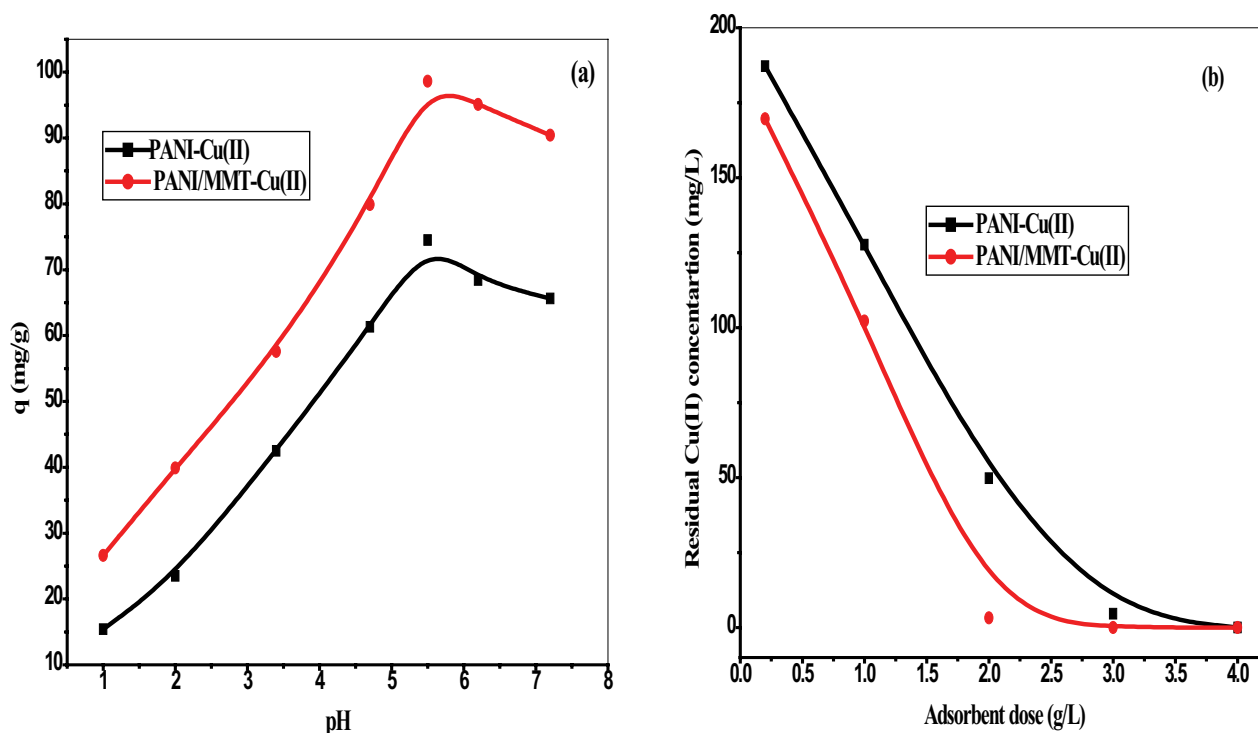 (a)
PANI-Cu(II)
PANI/MMT-Cu(II)
q (mg/g)
100
90
80
70
60
50
40
30
20
10
1 2 3 4 5 6 7 8
pH
(b)
PANI-Cu(II)
PANI/MMT-Cu(II)
Residual Cu(II) concentartion (mg/L)
200
150
100
50
0
0.0 0.5 1.0 1.5 2.0 2.5 3.0 3.5 4.0
Adsorbent dose (g/L)